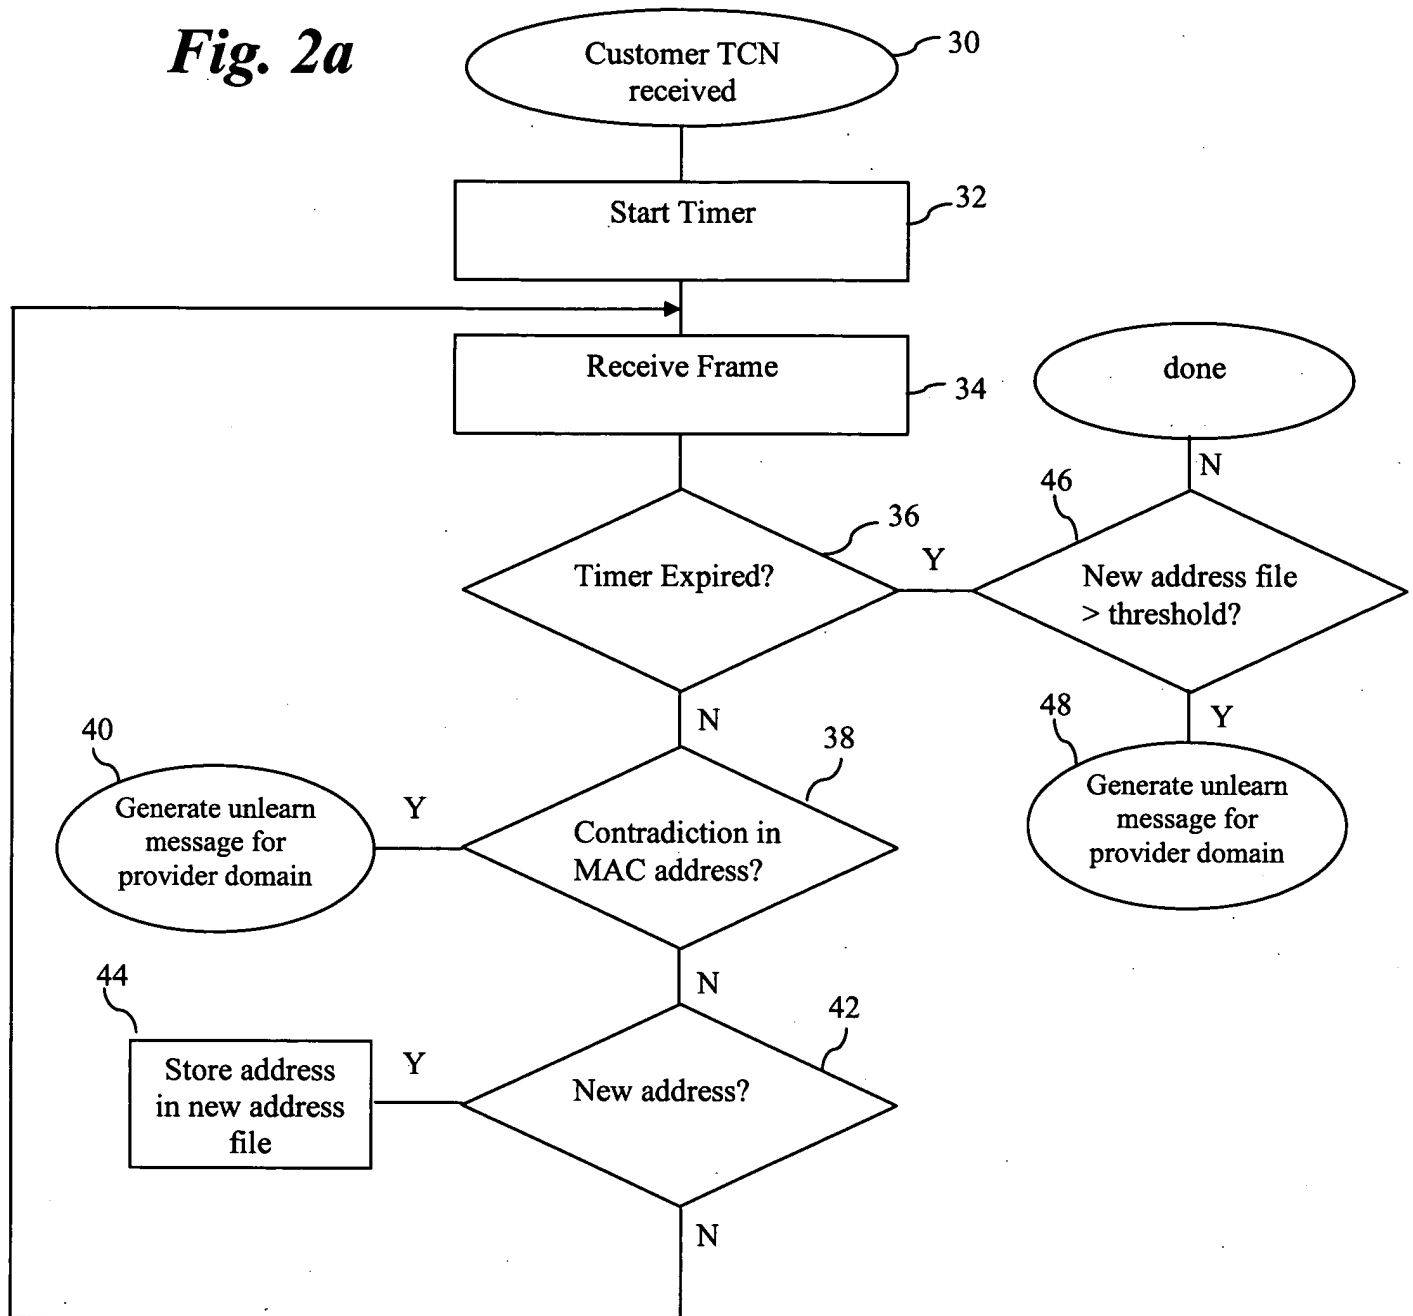 Fig. 2a
Customer TCN
received
30
Start Timer
32
Receive Frame
34
done
N
46
36
Timer Expired?
Y
New address file
> threshold?
N
48
Y
40
38
Generate unlearn
message for
provider domain
Y
Contradiction in
MAC address?
Generate unlearn
message for
provider domain
44
N
42
Store address
in new address
file
Y
New address?
N